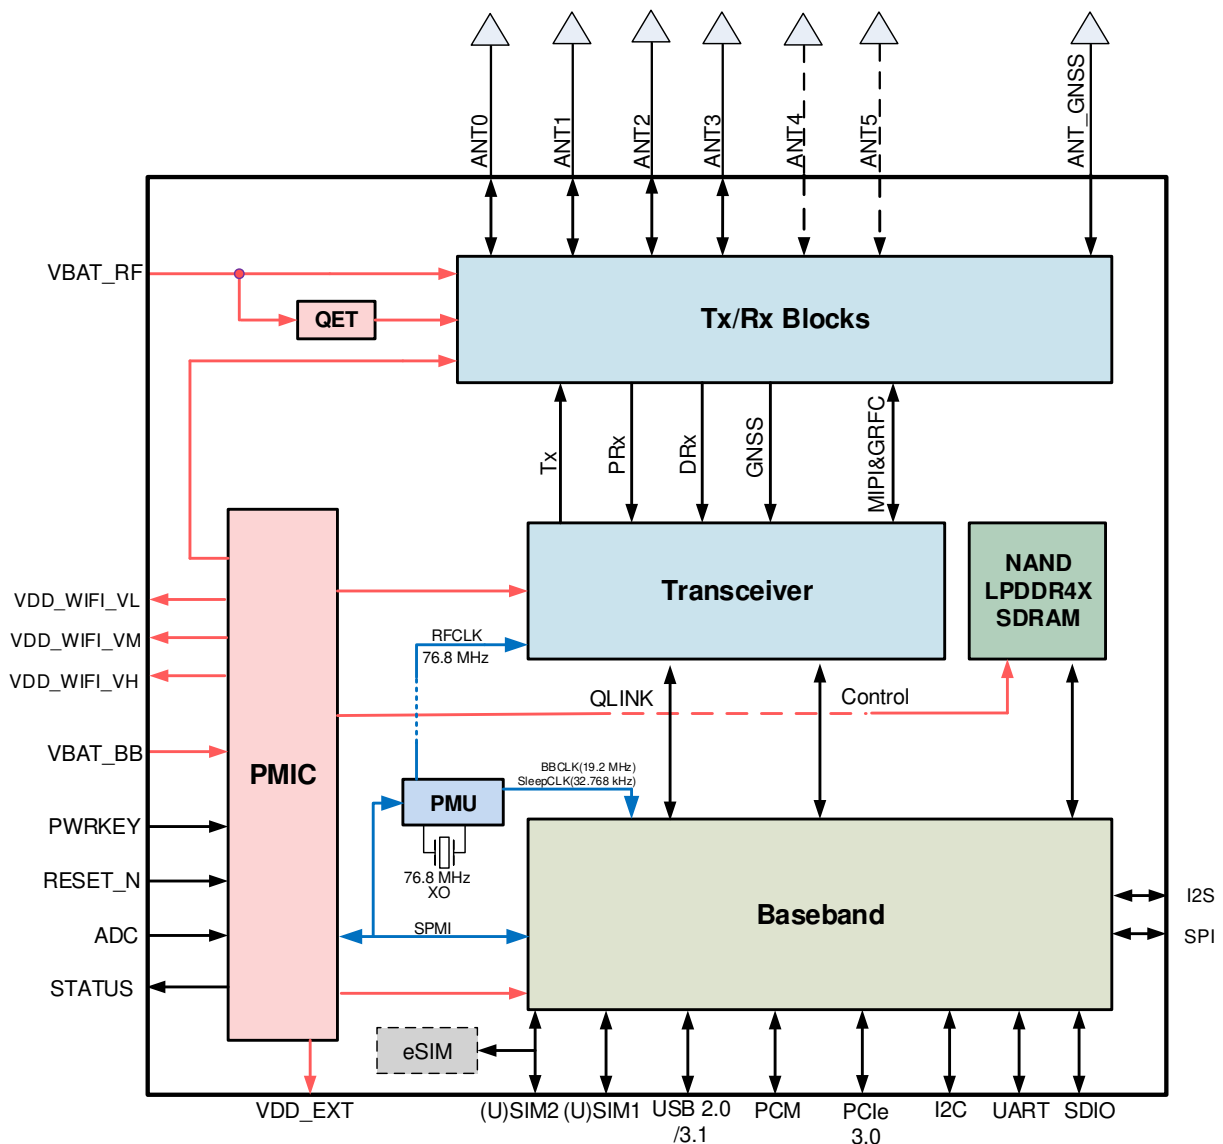 ANT0
ANT1
ANT2
ANT3
ANT4
ANT5
ANT_GNSS
VBAT_RF
QET
Tx/Rx Blocks
Tx
PRx
DRx
GNSS
MIPI&GRFC
Transceiver
NAND
LPDDR4X
SDRAM
VDD_WIFI_VL
VDD_WIFI_VM
VDD_WIFI_VH
RFCLK
76.8 MHz
QLINK
Control
VBAT_BB
PMIC
BBCLK(19.2 MHz)
SleepCLK(32.768 kHz)
PMU
PWRKEY
76.8 MHz
XO
RESET_N
ADC
STATUS
SPMI
Baseband
I2S
SPI
eSIM
VDD_EXT
(U)SIM2
(U)SIM1
USB 2.0
/3.1
PCM
PCIe
3.0
I2C
UART
SDIO